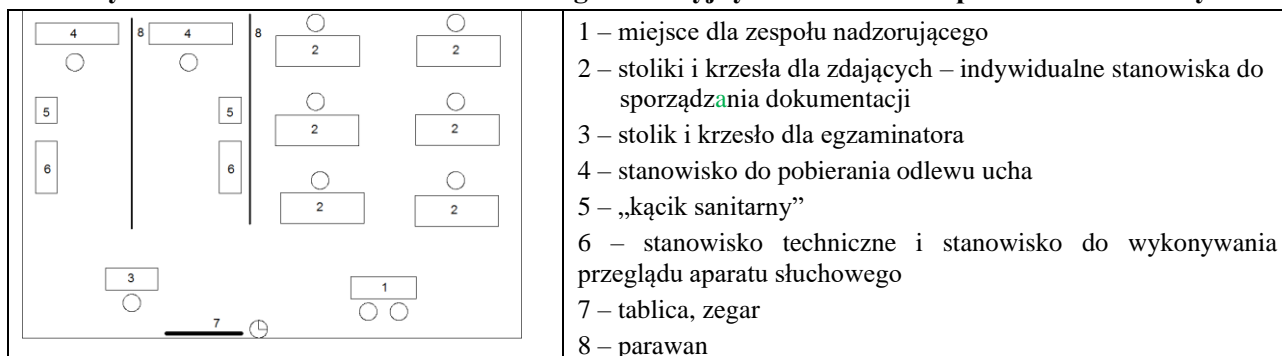 4
8
4
8
2
2
5
5
2
2
6
6
2
2
3
1
7
1 – miejsce dla zespołu nadzorującego
2 – stoliki i krzesła dla zdających – indywidualne stanowiska do
sporządzania dokumentacji
3 – stolik i krzesło dla egzaminatora
4 – stanowisko do pobierania odlewu ucha
5 – „kącik sanitarny”
6 – stanowisko techniczne i stanowisko do wykonywania
przeglądu aparatu słuchowego
7 – tablica, zegar
8 – parawan